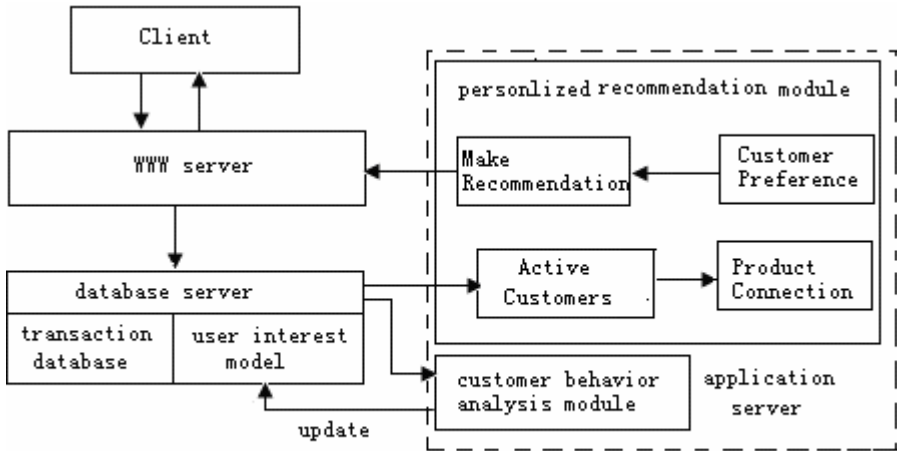 Client
personlized recommendation module
WWW server
Make
Recommendation
Customer
Preference
database server
Active
Customers
Product
Connection
transaction
database
user interest
model
customer behavior
analysis module
application
server
update